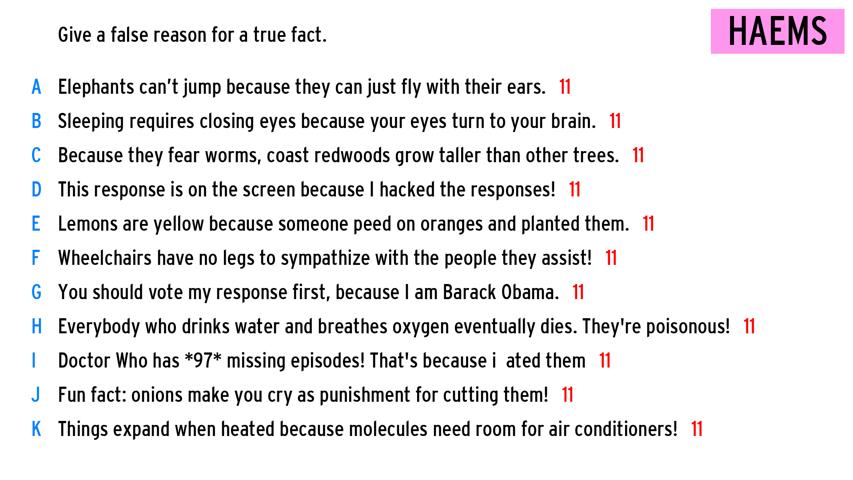 Give a false reason for a true fact.
HAEMS
A Elephants can't jump because they can just fly with their ears. 11
B Sleeping requires closing eyes because your eyes turn to your brain. 11
C Because they fear worms, coast redwoods grow taller than other trees. 11
D This response is on the screen because I hacked the responses! 11
E Lemons are yellow because someone peed on oranges and planted them. 11
F Wheelchairs have no legs to sympathize with the people they assist! 11
G You should vote my response first, because I am Barack Obama. 11
H Everybody who drinks water and breathes oxygen eventually dies. They're poisonous! 11
I Doctor Who has *97* missing episodes! That's because i  ated them 11
J Fun fact: onions make you cry as punishment for cutting them! 11
K Things expand when heated because molecules need room for air conditioners! 11